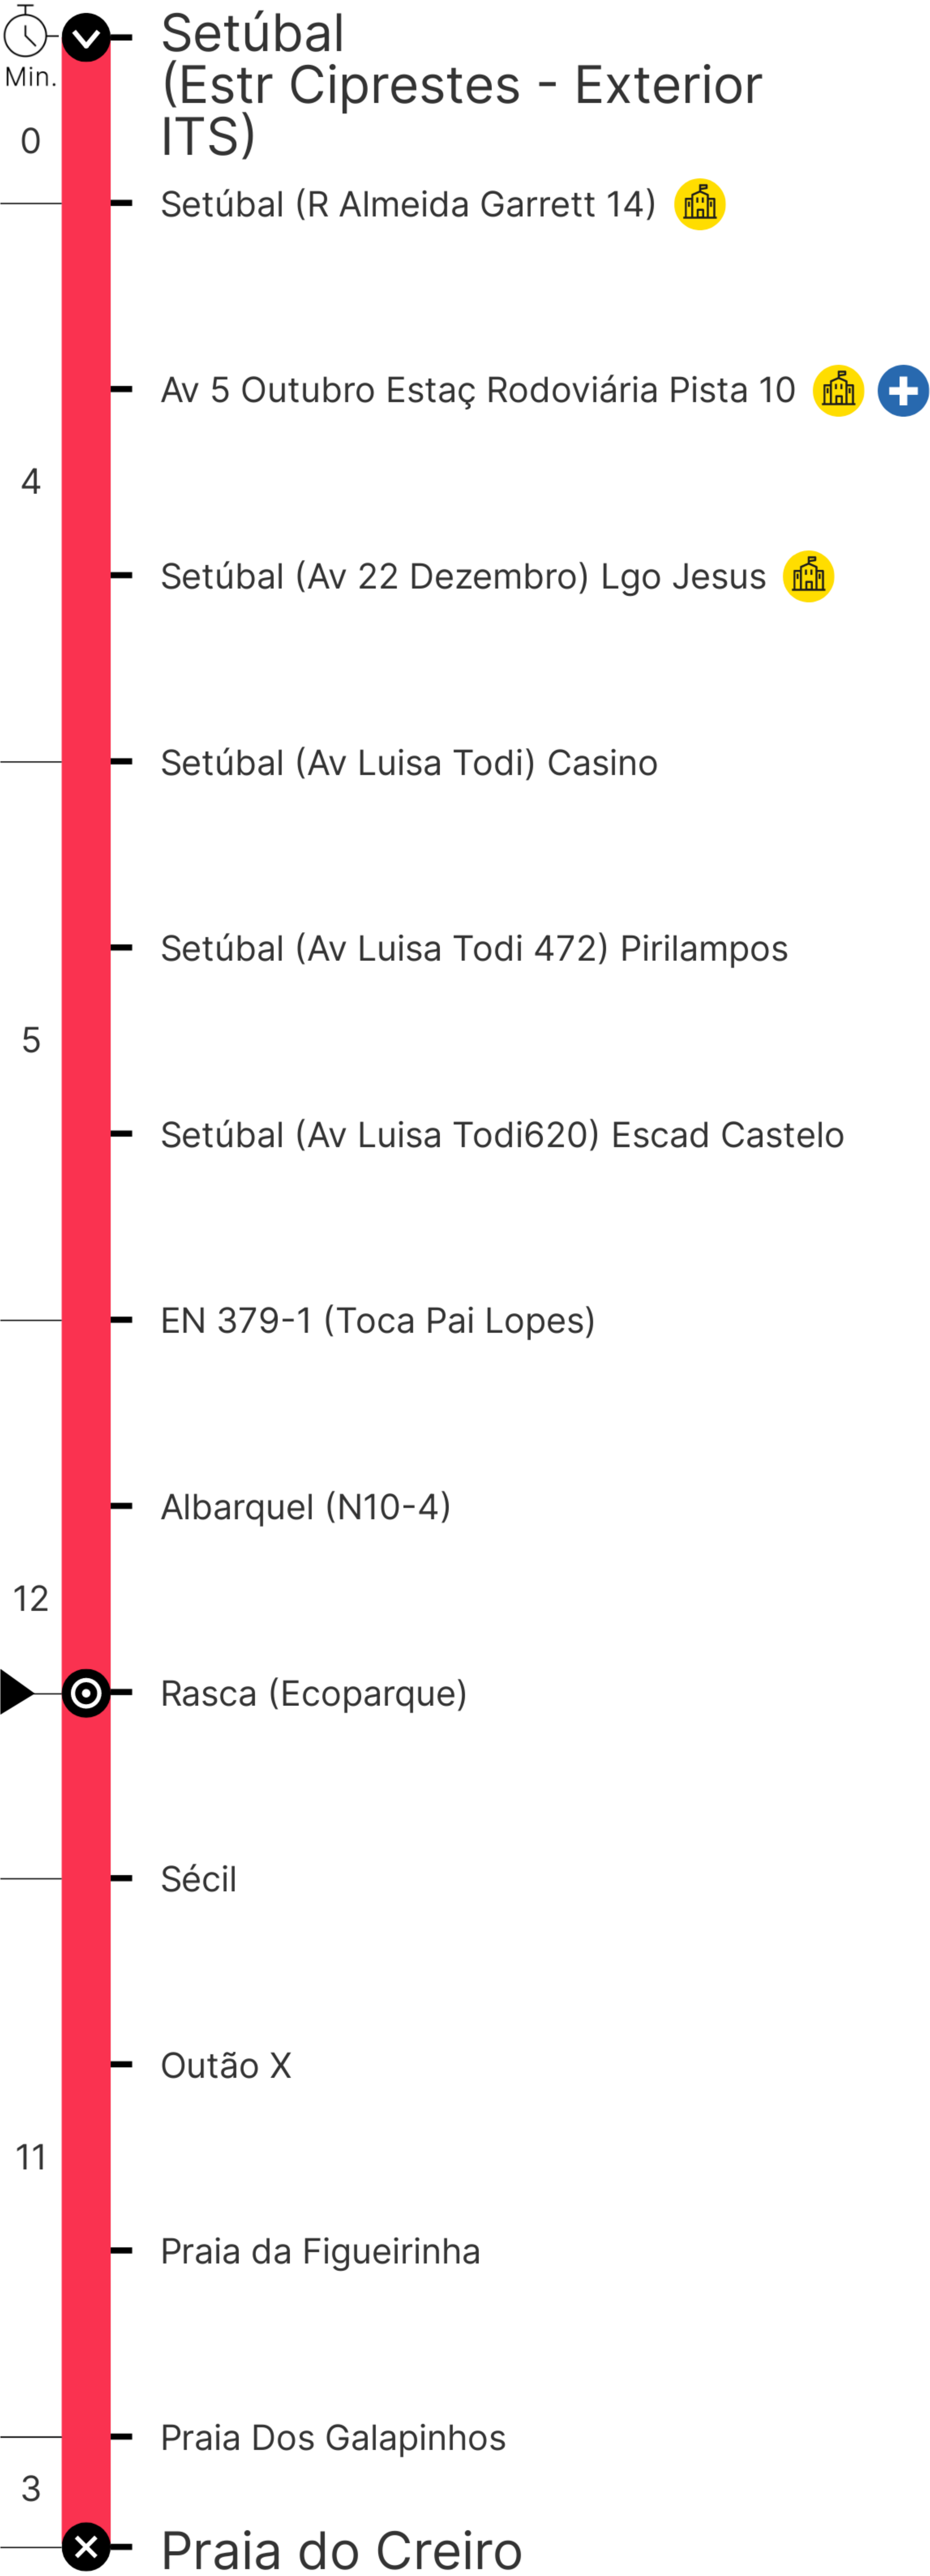 Setúbal
(Estr Ciprestes - Exterior
ITS)
Min.
0
Setúbal (R Almeida Garrett 14)
Av 5 Outubro Estaç Rodoviária Pista 10
4
Setúbal (Av 22 Dezembro) Lgo Jesus
Setúbal (Av Luisa Todi) Casino
Setúbal (Av Luisa Todi 472) Pirilampos
5
Setúbal (Av Luisa Todi620) Escad Castelo
EN 379-1 (Toca Pai Lopes)
Albarquel (N10-4)
12
Rasca (Ecoparque)
Sécil
Outão X
11
Praia da Figueirinha
Praia Dos Galapinhos
3
Praia do Creiro